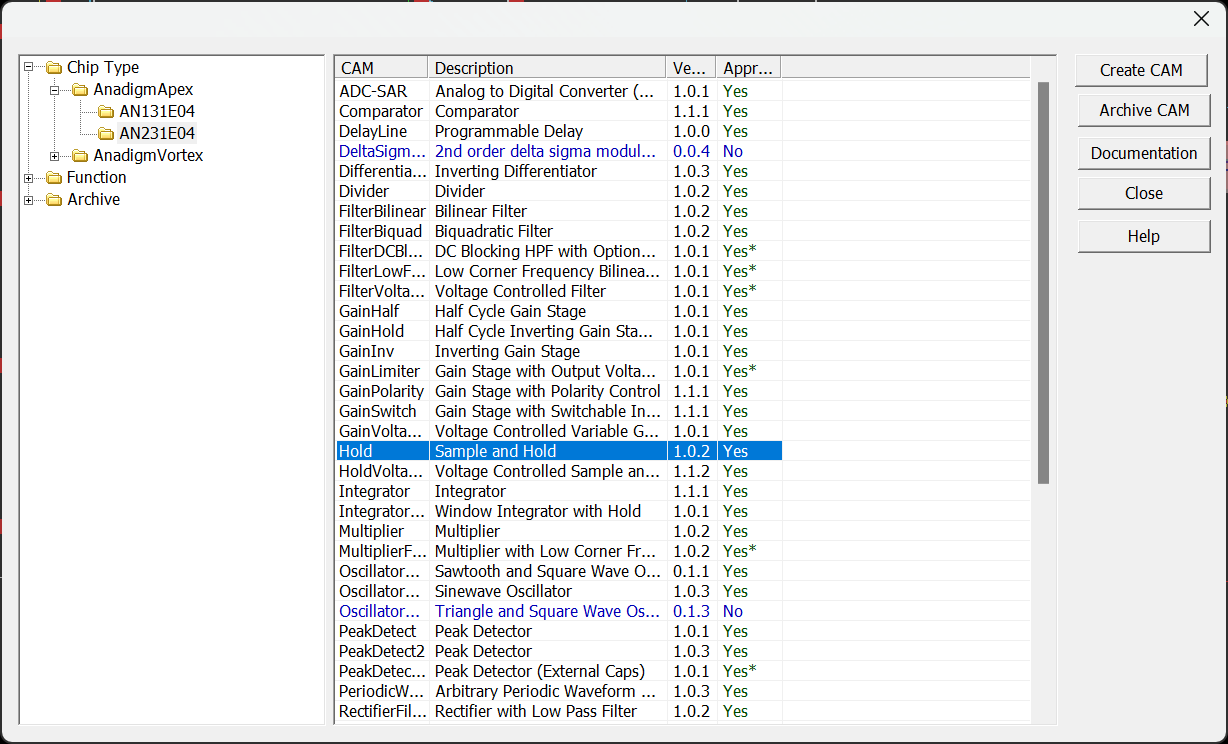 Chip Type
AnadigmApex
AN131E04
AN231E04
AnadigmVortex
Function
Archive
CAM Description Ve... Appr...
ADC-SAR Analog to Digital Converter (... 1.0.1 Yes
Comparator Comparator 1.1.1 Yes
DelayLine Programmable Delay 1.0.0 Yes
DeltaSigm... 2nd order delta sigma modul... 0.0.4 No
Differentia... Inverting Differentiator 1.0.3 Yes
Divider Divider 1.0.2 Yes
FilterBilinear Bilinear Filter 1.0.2 Yes
FilterBiquad Biquadratic Filter 1.0.2 Yes
FilterDCBl... DC Blocking HPF with Option... 1.0.1 Yes*
FilterLowF... Low Corner Frequency Bilinea... 1.0.1 Yes*
FilterVolta... Voltage Controlled Filter 1.0.1 Yes*
GainHalf Half Cycle Gain Stage 1.0.1 Yes
GainHold Half Cycle Inverting Gain Sta... 1.0.1 Yes
GainInv Inverting Gain Stage 1.0.1 Yes
GainLimiter Gain Stage with Output Volta... 1.0.1 Yes*
GainPolarity Gain Stage with Polarity Control 1.1.1 Yes
GainSwitch Gain Stage with Switchable In... 1.1.1 Yes
GainVolta... Voltage Controlled Variable G... 1.0.1 Yes
Hold Sample and Hold 1.0.2 Yes
HoldVolta... Voltage Controlled Sample an... 1.1.2 Yes
Integrator Integrator 1.1.1 Yes
Integrator... Window Integrator with Hold 1.0.1 Yes
Multiplier Multiplier 1.0.2 Yes
MultiplierF... Multiplier with Low Corner Fr... 1.0.2 Yes*
Oscillator... Sawtooth and Square Wave O... 0.1.1 Yes
Oscillator... Sinewave Oscillator 1.0.3 Yes
Oscillator... Triangle and Square Wave Os... 0.1.3 No
PeakDetect Peak Detector 1.0.1 Yes
PeakDetect2 Peak Detector 1.0.3 Yes
PeakDetec... Peak Detector (External Caps) 1.0.1 Yes*
PeriodicW... Arbitrary Periodic Waveform ... 1.0.3 Yes
RectifierFil... Rectifier with Low Pass Filter 1.0.2 Yes
Create CAM
Archive CAM
Documentation
Close
Help